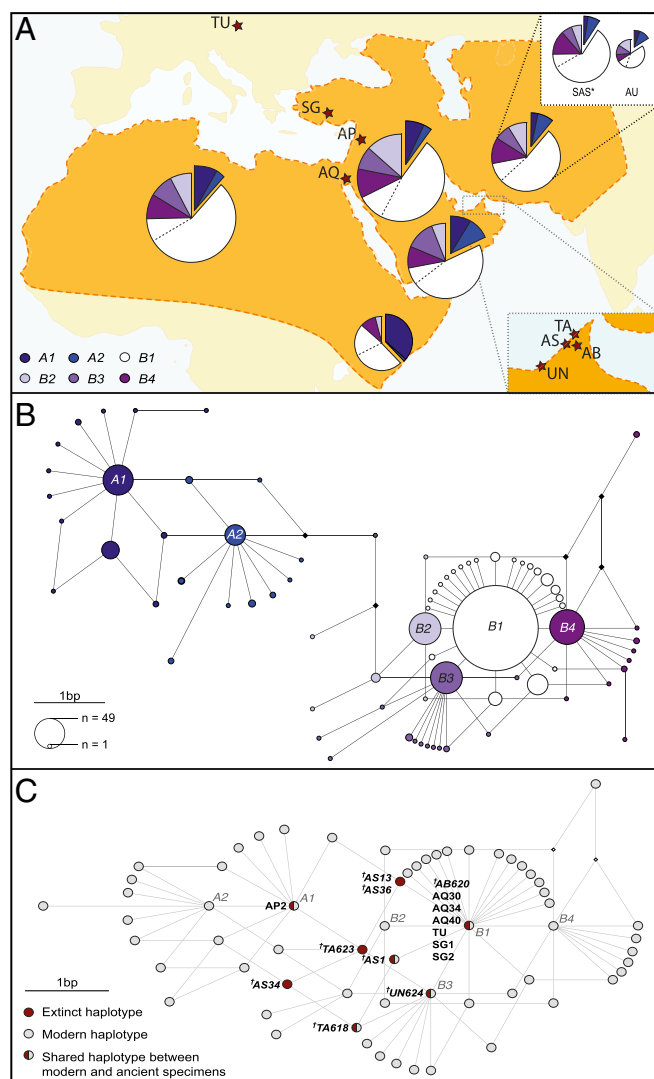 A
TU
SG
AP
AQ
SAS* AU
TA
AS
AB
UN
A1 A2 B1
B2 B3 B4
B
A1
A2
B2
B1
B4
B3
1bp
n = 49
n = 1
C
†AS13
†AS36
†AB620
AQ30
AQ34
AQ40
TU
SG1
SG2
A2
AP2
A1
B2
B1
B4
†TA623
†AS1
†AS34
†UN624
B3
†TA618
1bp
Extinct haplotype
Modern haplotype
Shared haplotype between
modern and ancient specimens